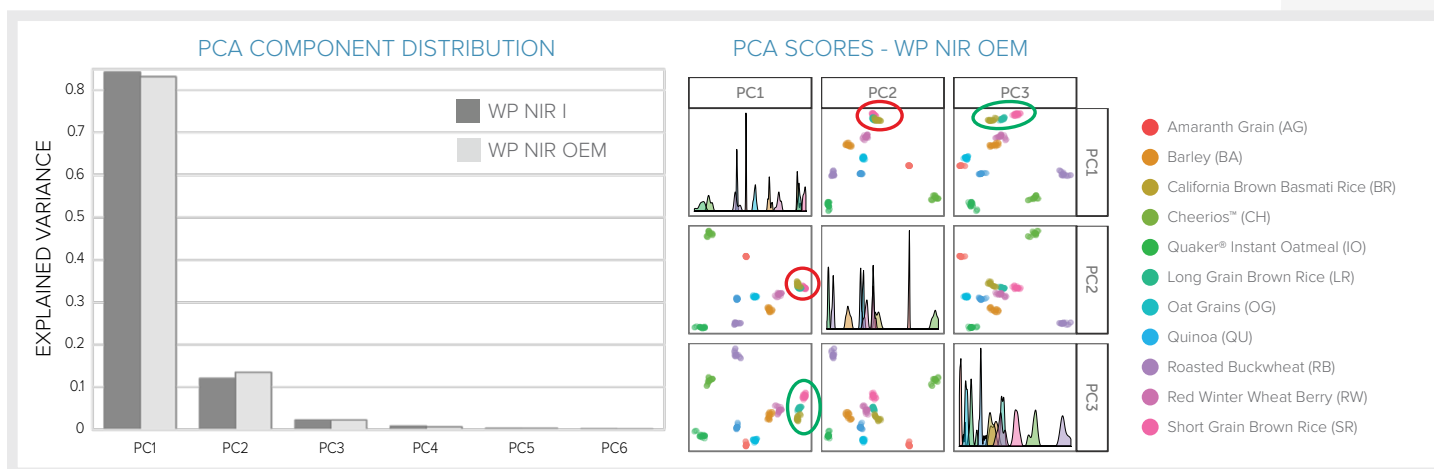 PCA COMPONENT DISTRIBUTION
EXPLAINED VARIANCE
0.8
0.7
0.6
0.5
0.4
0.3
0.2
0.1
0
WP NIR I
WP NIR OEM
PC1 PC2 PC3 PC4 PC5 PC6
PCA SCORES - WP NIR OEM
PC1 PC2 PC3
PC1
PC2
PC3
Amaranth Grain (AG)
Barley (BA)
California Brown Basmati Rice (BR)
Cheerios™ (CH)
Quaker® Instant Oatmeal (IO)
Long Grain Brown Rice (LR)
Oat Grains (OG)
Quinoa (QU)
Roasted Buckwheat (RB)
Red Winter Wheat Berry (RW)
Short Grain Brown Rice (SR)